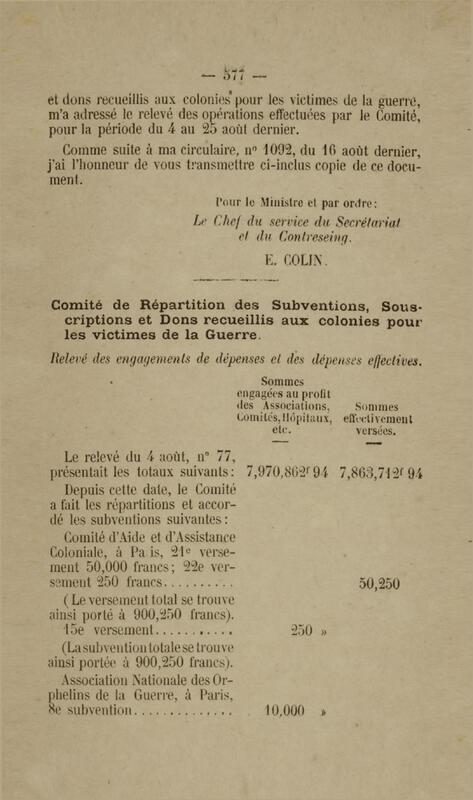 — 577 —
et dons recueillis aux colonies pour les victimes de la guerre,
m'a adressé le relevé des opérations effectuées par le Comité,
pour la période du 4 au 25 août dernier.
Comme suite à ma circulaire, n° 1092, du 16 août dernier,
j'ai l'honneur de vous transmettre ci-inclus copie de ce docu-
ment.
Pour le Ministre et par ordre:
Le Chef du service du Secrétariat
et du Contreseing.
E. COLIN.
Comité de Répartition des Subventions, Sous-
criptions et Dons recueillis aux colonies pour
les victimes de la Guerre.
Relevé des engagements de dépenses et des dépenses effectives.
Sommes
engagées au profit
des Associations, Sommes
Comités, Hôpitaux, effectivement
etc. versées.
Le relevé du 4 août, n° 77,
présentait les totaux suivants: 7,970,862f 94 7,863,712f 94
Depuis cette date, le Comité
a fait les répartitions et accor-
dé les subventions suivantes:
Comité d'Aide et d'Assistance
Coloniale, à Pa is, 21e verse-
ment 50,000 francs; 22e ver-
sement 250 francs.......... 50,250
(Le versement total se trouve
ainsi porté à 900,250 francs).
15e versement........... 250 »
(La subvention totale se trouve
ainsi portée à 900,250 francs).
Association Nationale des Or-
phelins de la Guerre, à Paris,
8e subvention.............. 10,000 »